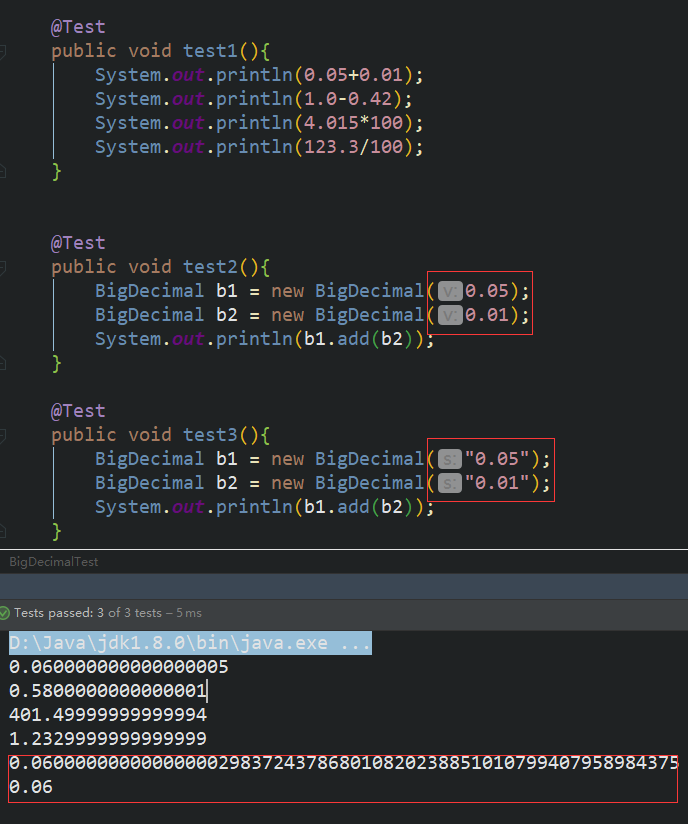 @Test
public void test1(){
System.out.println(0.05+0.01);
System.out.println(1.0-0.42);
System.out.println(4.015*100);
System.out.println(123.3/100);
}
@Test
public void test2(){
BigDecimal b1 = new BigDecimal( v: 0.05);
BigDecimal b2 = new BigDecimal( v: 0.01);
System.out.println(b1.add(b2));
}
@Test
public void test3(){
BigDecimal b1 = new BigDecimal( s: "0.05");
BigDecimal b2 = new BigDecimal( s: "0.01");
System.out.println(b1.add(b2));
}
BigDecimalTest
Tests passed: 3 of 3 tests – 5 ms
D:\Java\jdk1.8.0\bin\java.exe ...
0.060000000000000005
0.5800000000000001
401.49999999999994
1.2329999999999999
0.06000000000000000298372437868010820238851010799407958984375
0.06